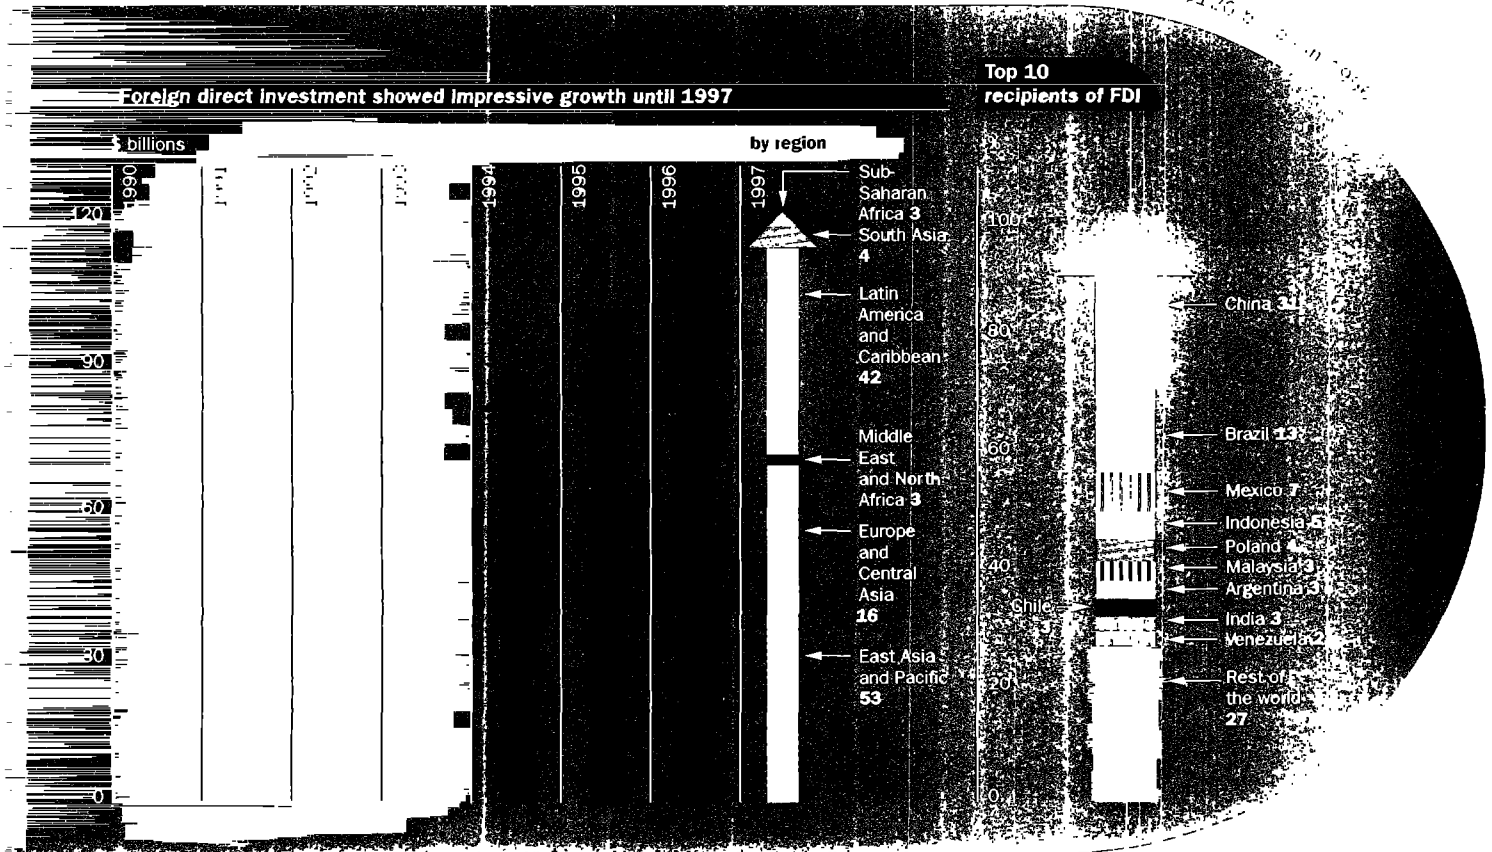 Top 10
recipients of FDI
Foreign direct investment showed impressive growth until 1997
$ billions
by region
1990
1994
1995
1996
1997
120
90
60
30
0
Sub-
Saharan
Africa 3
South Asia
4
Latin
America
and
Caribbean
42
Middle
East
and North
Africa 3
Europe
and
Central
Asia
16
East Asia
and Pacific
53
100
80
60
40
20
0
China 31
Brazil 13
Mexico 7
Indonesia 5
Poland 4
Malaysia 3
Argentina 3
Chile
3
India 3
Venezuela 2
Rest of
the world
27